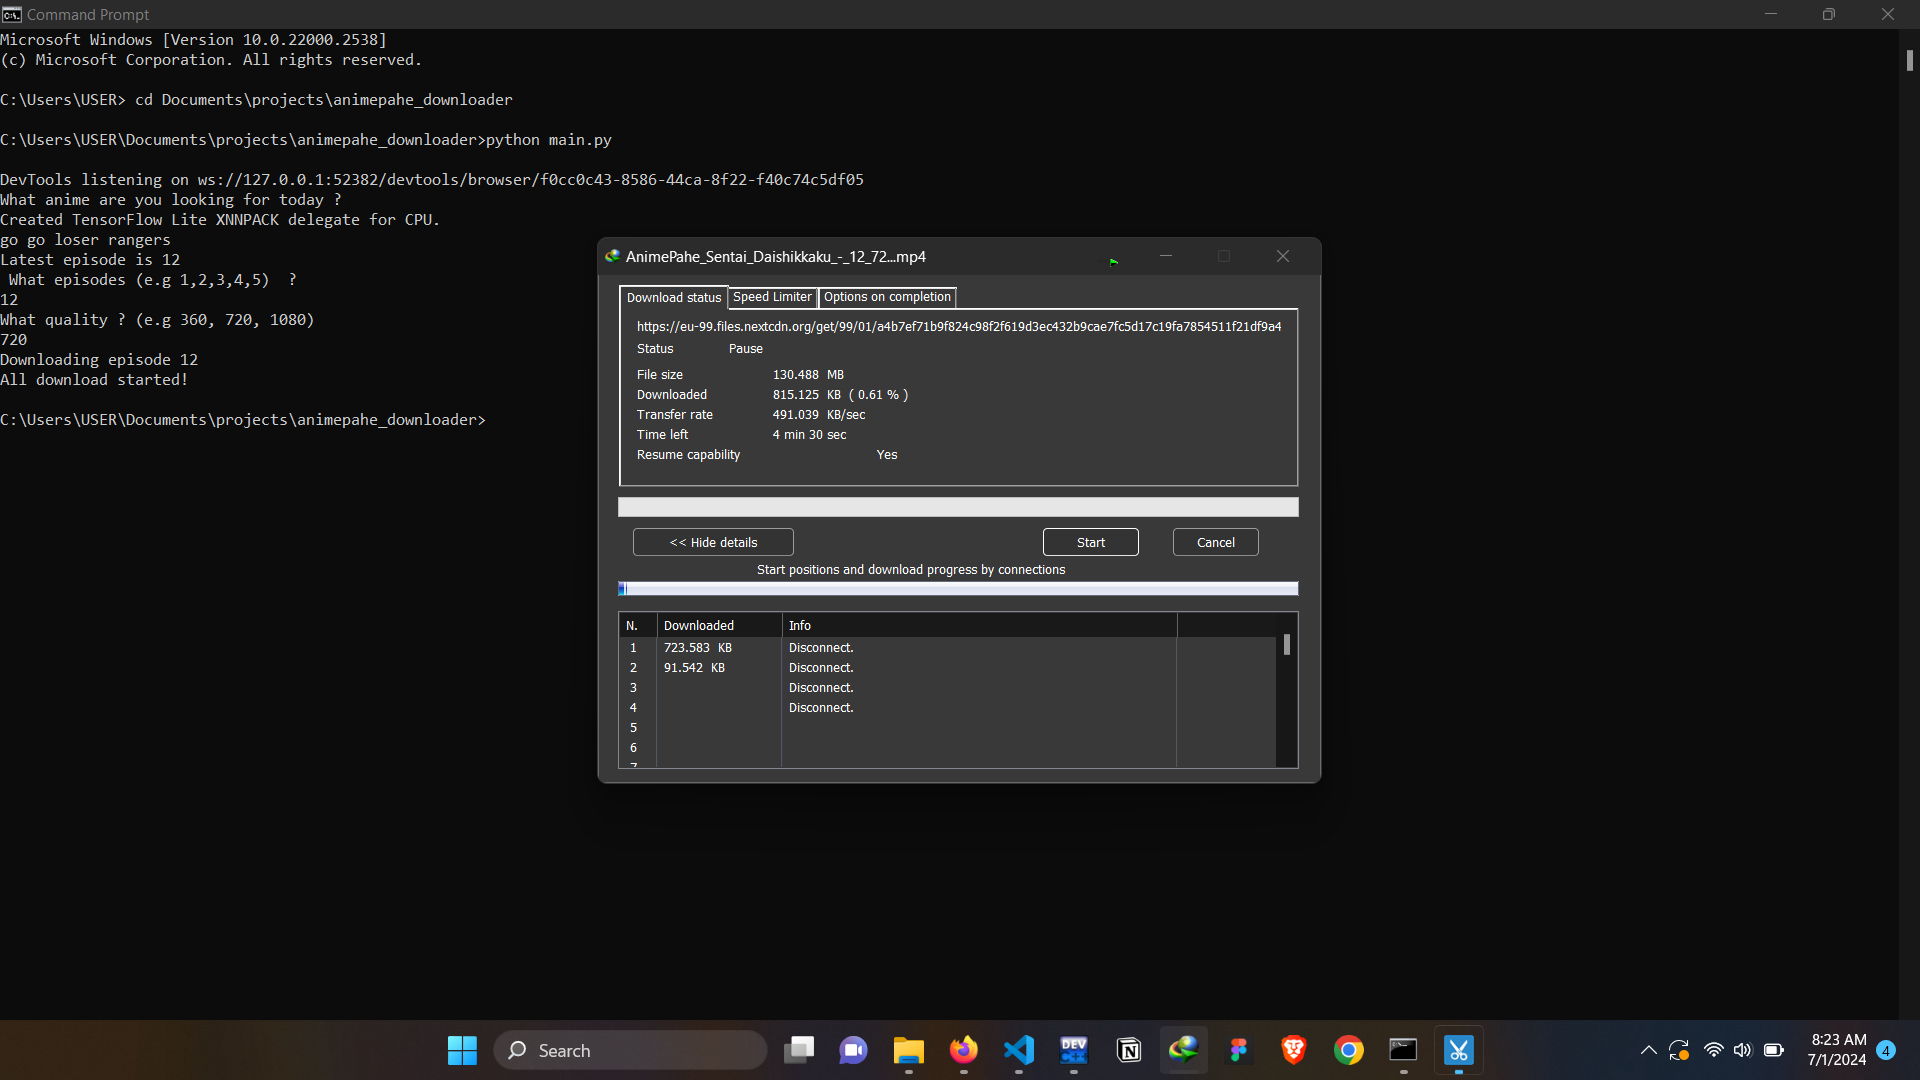 Command Prompt
Microsoft Windows [Version 10.0.22000.2538]
(c) Microsoft Corporation. All rights reserved.
C:\Users\USER> cd Documents\projects\animepahe_downloader
C:\Users\USER\Documents\projects\animepahe_downloader>python main.py
DevTools listening on ws://127.0.0.1:52382/devtools/browser/f0cc0c43-8586-44ca-8f22-f40c74c5df05
What anime are you looking for today ?
Created TensorFlow Lite XNNPACK delegate for CPU.
go go loser rangers
Latest episode is 12
What episodes (e.g 1,2,3,4,5)  ?
12
What quality ? (e.g 360, 720, 1080)
720
Downloading episode 12
All download started!
C:\Users\USER\Documents\projects\animepahe_downloader>
AnimePahe_Sentai_Daishikkaku_-_12_72...mp4
Download status Speed Limiter Options on completion
https://eu-99.files.nextcdn.org/get/99/01/a4b7ef71b9f824c98f2f619d3ec432b9cae7fc5d17c19fa7854511f21df9a4
Status Pause
File size 130.488 MB
Downloaded 815.125 KB ( 0.61 % )
Transfer rate 491.039 KB/sec
Time left 4 min 30 sec
Resume capability Yes
<< Hide details Start Cancel
Start positions and download progress by connections
N. Downloaded Info
1 723.583 KB Disconnect.
2 91.542 KB Disconnect.
3 Disconnect.
4 Disconnect.
5
6
Search
DEV C++
8:23 AM
7/1/2024
4